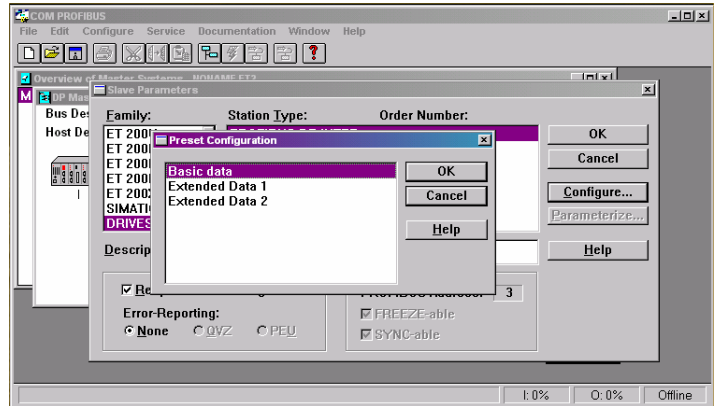 COM PROFIBUS
File Edit Configure Service Documentation Window Help
Overview of Master Systems - NONAME.ET2
M DP Mas
Slave Parameters
Bus Des
Host De
Family: Station Type: Order Number:
ET 200
ET 200
ET 200
ET 200
ET 200
SIMATI
DRIVES
OK
Cancel
Configure...
Parameterize...
Help
Preset Configuration
Basic data
Extended Data 1
Extended Data 2
OK
Cancel
Help
Descrip
Re
3
Error-Reporting:
None QVZ PEU
FREEZE-able
SYNC-able
I: 0% O: 0% Offline